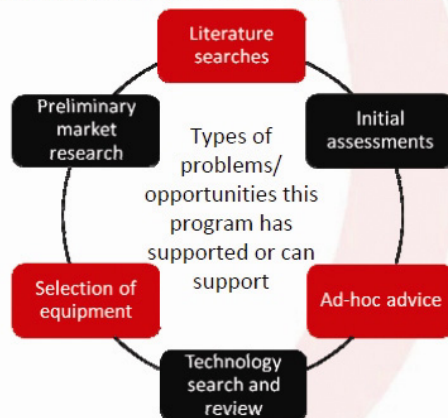 Literature
searches
Preliminary
market
research
Initial
assessments
Types of
problems/
opportunities this
program has
supported or can
support
Selection of
equipment
Ad-hoc advice
Technology
search and
review